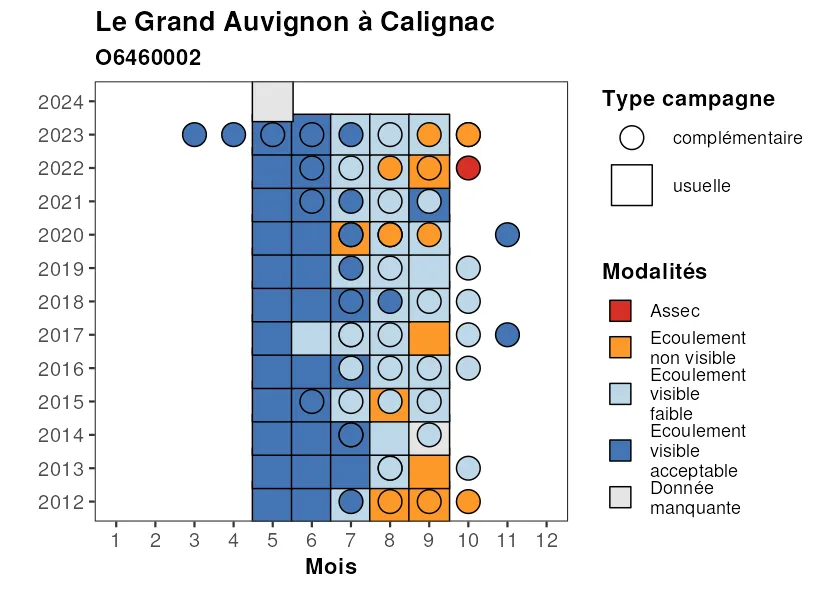 Le Grand Auvignon à Calignac
O6460002
2024
2023
2022
2021
2020
2019
2018
2017
2016
2015
2014
2013
2012
1 2 3 4 5 6 7 8 9 10 11 12
Mois
Type campagne
complémentaire
usuelle
Modalités
Assec
Ecoulement
non visible
Ecoulement
visible
faible
Ecoulement
visible
acceptable
Donnée
manquante